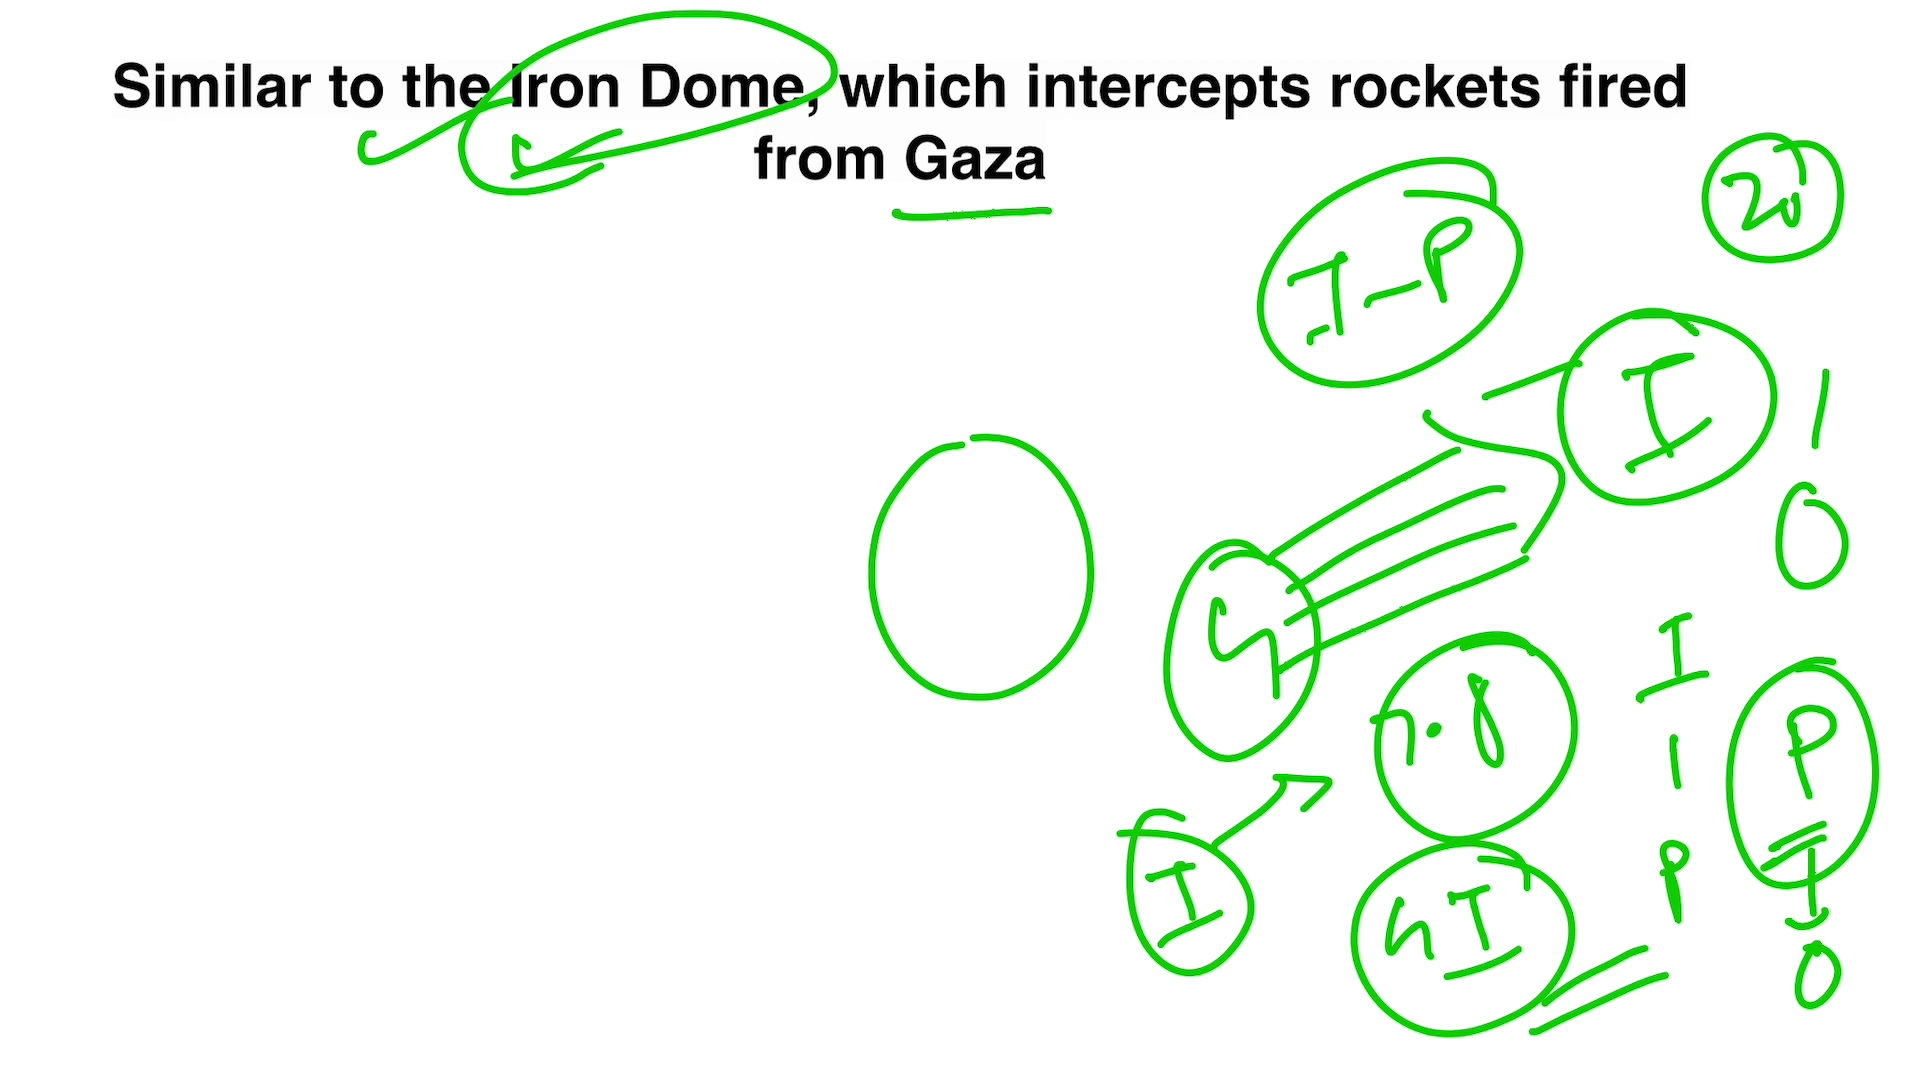 Similar to the Iron Dome, which intercepts rockets fired
from Gaza
I-P
I
I
P
I
P
I
O